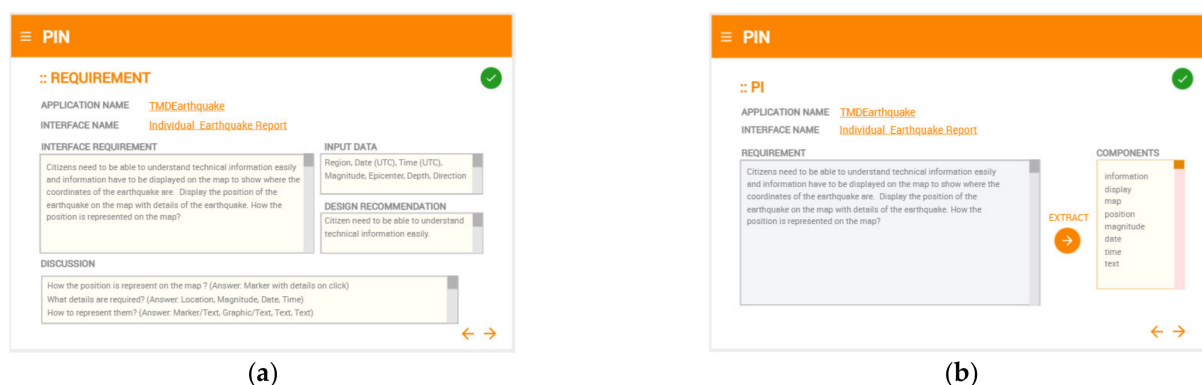 PIN
:: REQUIREMENT
APPLICATION NAME TMDEarthquake
INTERFACE NAME Individual Earthquake Report
INTERFACE REQUIREMENT
Citizens need to be able to understand technical information easily
and information have to be displayed on the map to show where the
coordinates of the earthquake are. Display the position of the
earthquake on the map with details of the earthquake. How the
position is represented on the map?
INPUT DATA
Region, Date (UTC), Time (UTC),
Magnitude, Epicenter, Depth, Direction
DESIGN RECOMMENDATION
Citizen need to be able to understand
technical information easily.
DISCUSSION
How the position is represent on the map ? (Answer: Marker with details on click)
What details are required? (Answer: Location, Magnitude, Date, Time)
How to represent them? (Answer: Marker/Text, Graphic/Text, Text, Text)
(a)
PIN
:: PI
APPLICATION NAME TMDEarthquake
INTERFACE NAME Individual Earthquake Report
REQUIREMENT
Citizens need to be able to understand technical information easily
and information have to be displayed on the map to show where the
coordinates of the earthquake are. Display the position of the
earthquake on the map with details of the earthquake. How the
position is represented on the map?
EXTRACT
COMPONENTS
information
display
map
position
magnitude
date
time
text
(b)